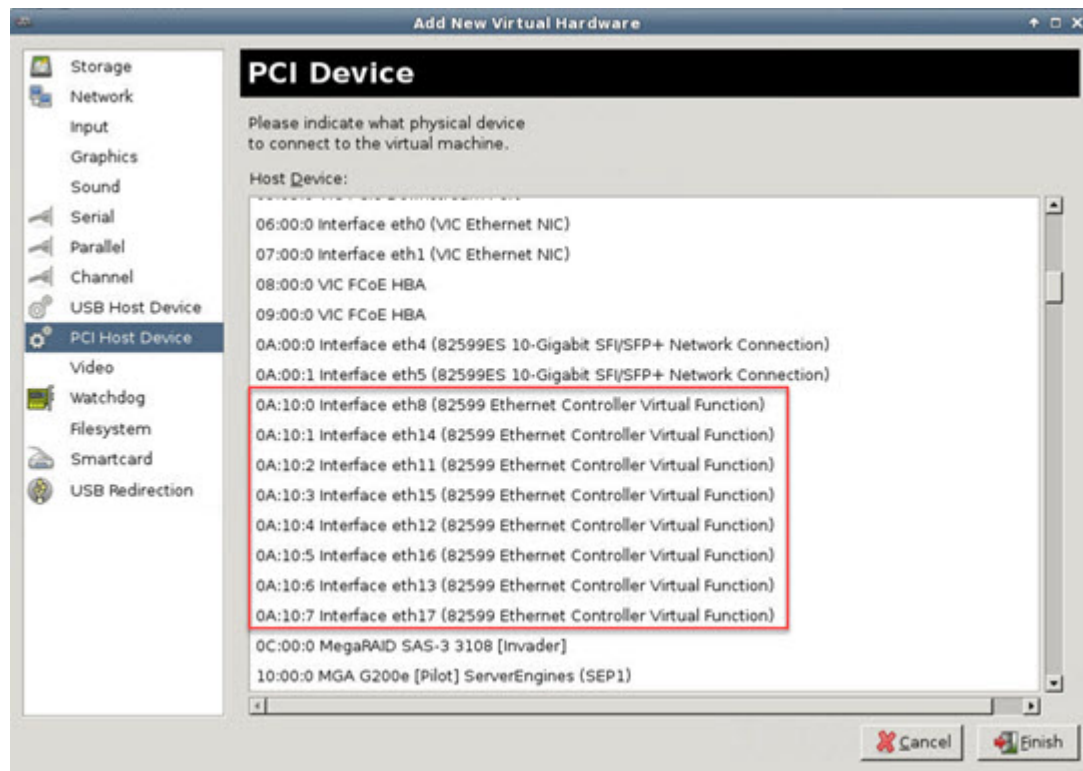 Add New Virtual Hardware
Storage
Network
Input
Graphics
Sound
Serial
Parallel
Channel
USB Host Device
PCI Host Device
Video
Watchdog
Filesystem
Smartcard
USB Redirection
PCI Device
Please indicate what physical device
to connect to the virtual machine.
Host Device:
06:00:0 Interface eth0 (VIC Ethernet NIC)
07:00:0 Interface eth1 (VIC Ethernet NIC)
08:00:0 VIC FCoE HBA
09:00:0 VIC FCoE HBA
0A:00:0 Interface eth4 (82599ES 10-Gigabit SFI/SFP+ Network Connection)
0A:00:1 Interface eth5 (82599ES 10-Gigabit SFI/SFP+ Network Connection)
0A:10:0 Interface eth8 (82599 Ethernet Controller Virtual Function)
0A:10:1 Interface eth14 (82599 Ethernet Controller Virtual Function)
0A:10:2 Interface eth11 (82599 Ethernet Controller Virtual Function)
0A:10:3 Interface eth15 (82599 Ethernet Controller Virtual Function)
0A:10:4 Interface eth12 (82599 Ethernet Controller Virtual Function)
0A:10:5 Interface eth16 (82599 Ethernet Controller Virtual Function)
0A:10:6 Interface eth13 (82599 Ethernet Controller Virtual Function)
0A:10:7 Interface eth17 (82599 Ethernet Controller Virtual Function)
0C:00:0 MegaRAID SAS-3 3108 [Invader]
10:00:0 MGA G200e [Pilot] ServerEngines (SEP1)
Cancel
Finish